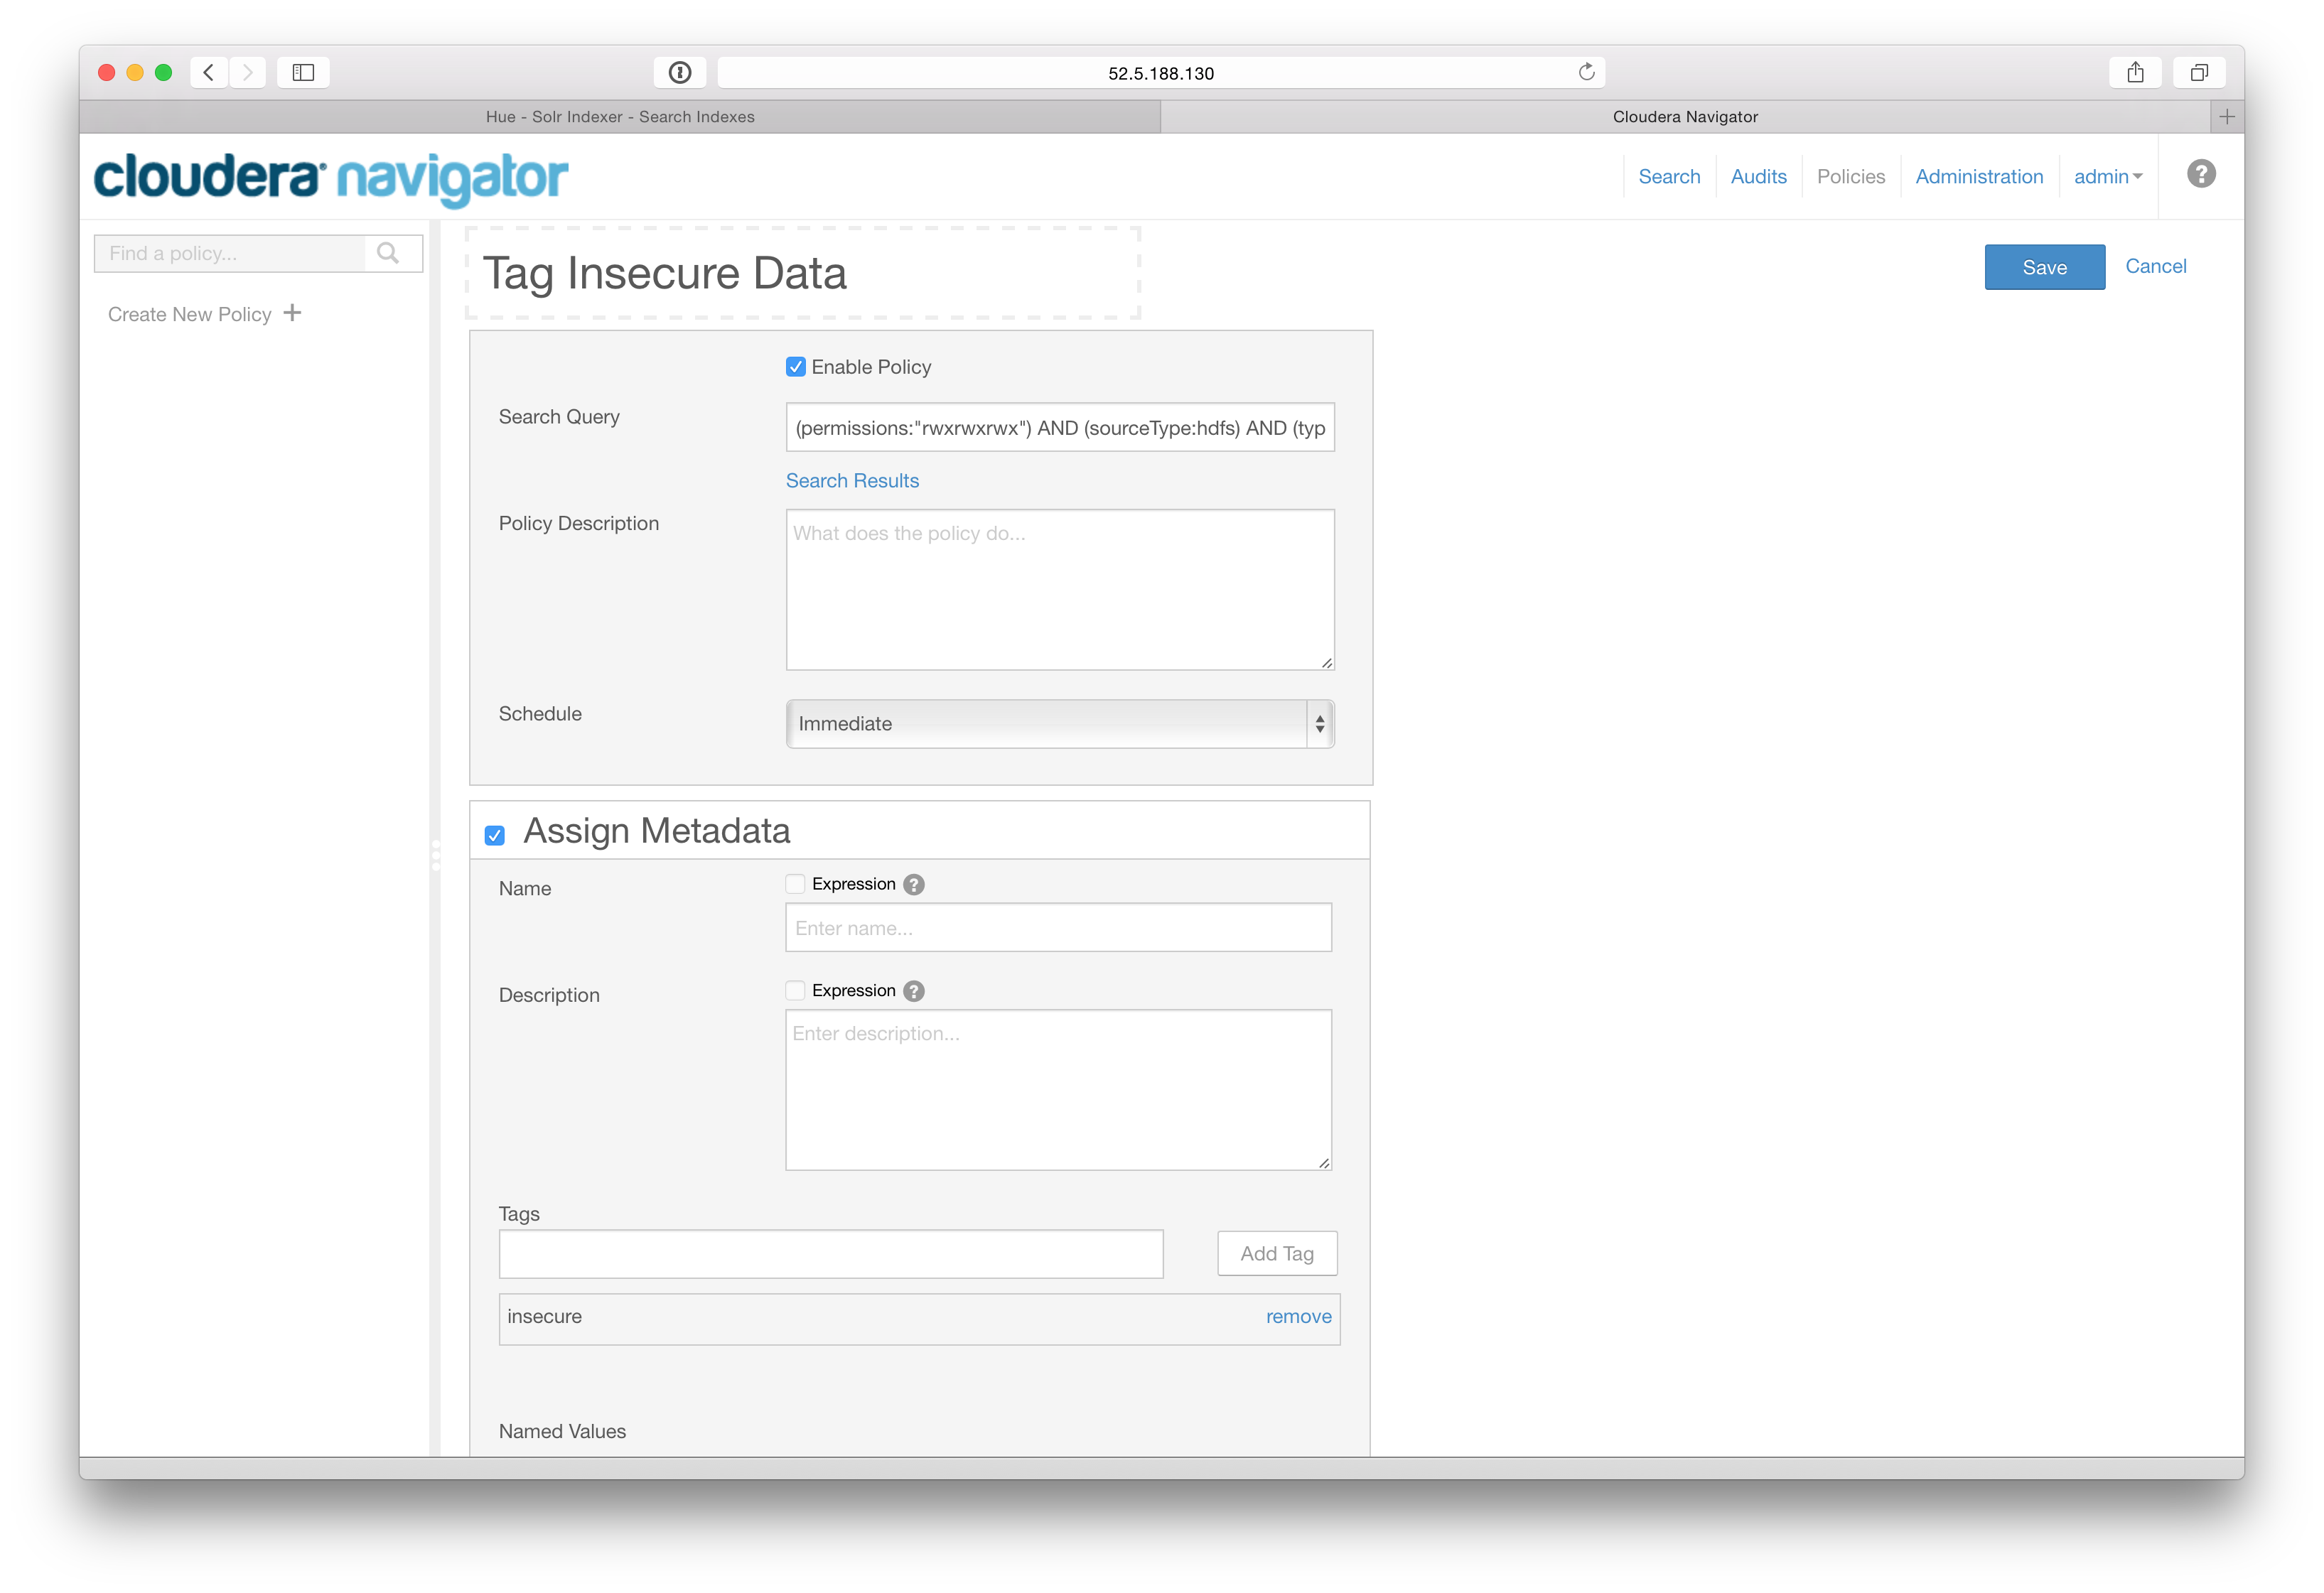 52.5.188.130
Hue - Solr Indexer - Search Indexes
Cloudera Navigator
cloudera navigator
Search
Audits
Policies
Administration
admin
?
Find a policy...
Create New Policy +
Tag Insecure Data
Save
Cancel
Enable Policy
Search Query
(permissions:"rwxrwxrwx") AND (sourceType:hdfs) AND (typ
Search Results
Policy Description
What does the policy do...
Schedule
Immediate
Assign Metadata
Name
Expression ?
Enter name...
Description
Expression ?
Enter description...
Tags
Add Tag
insecure
remove
Named Values